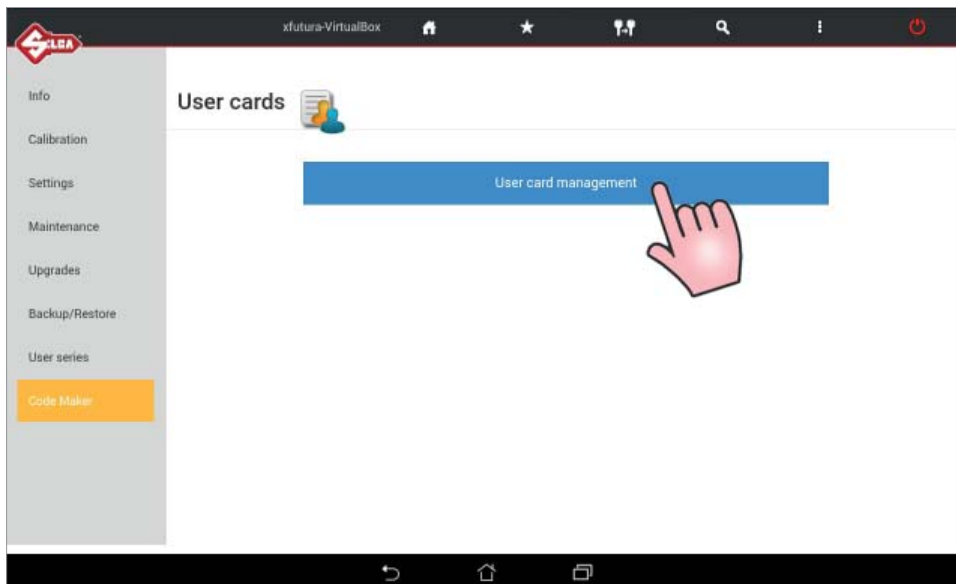 xfutura-VirtualBox
SILCA
Info
Calibration
Settings
Maintenance
Upgrades
Backup/Restore
User series
Code Maker
User cards
User card management